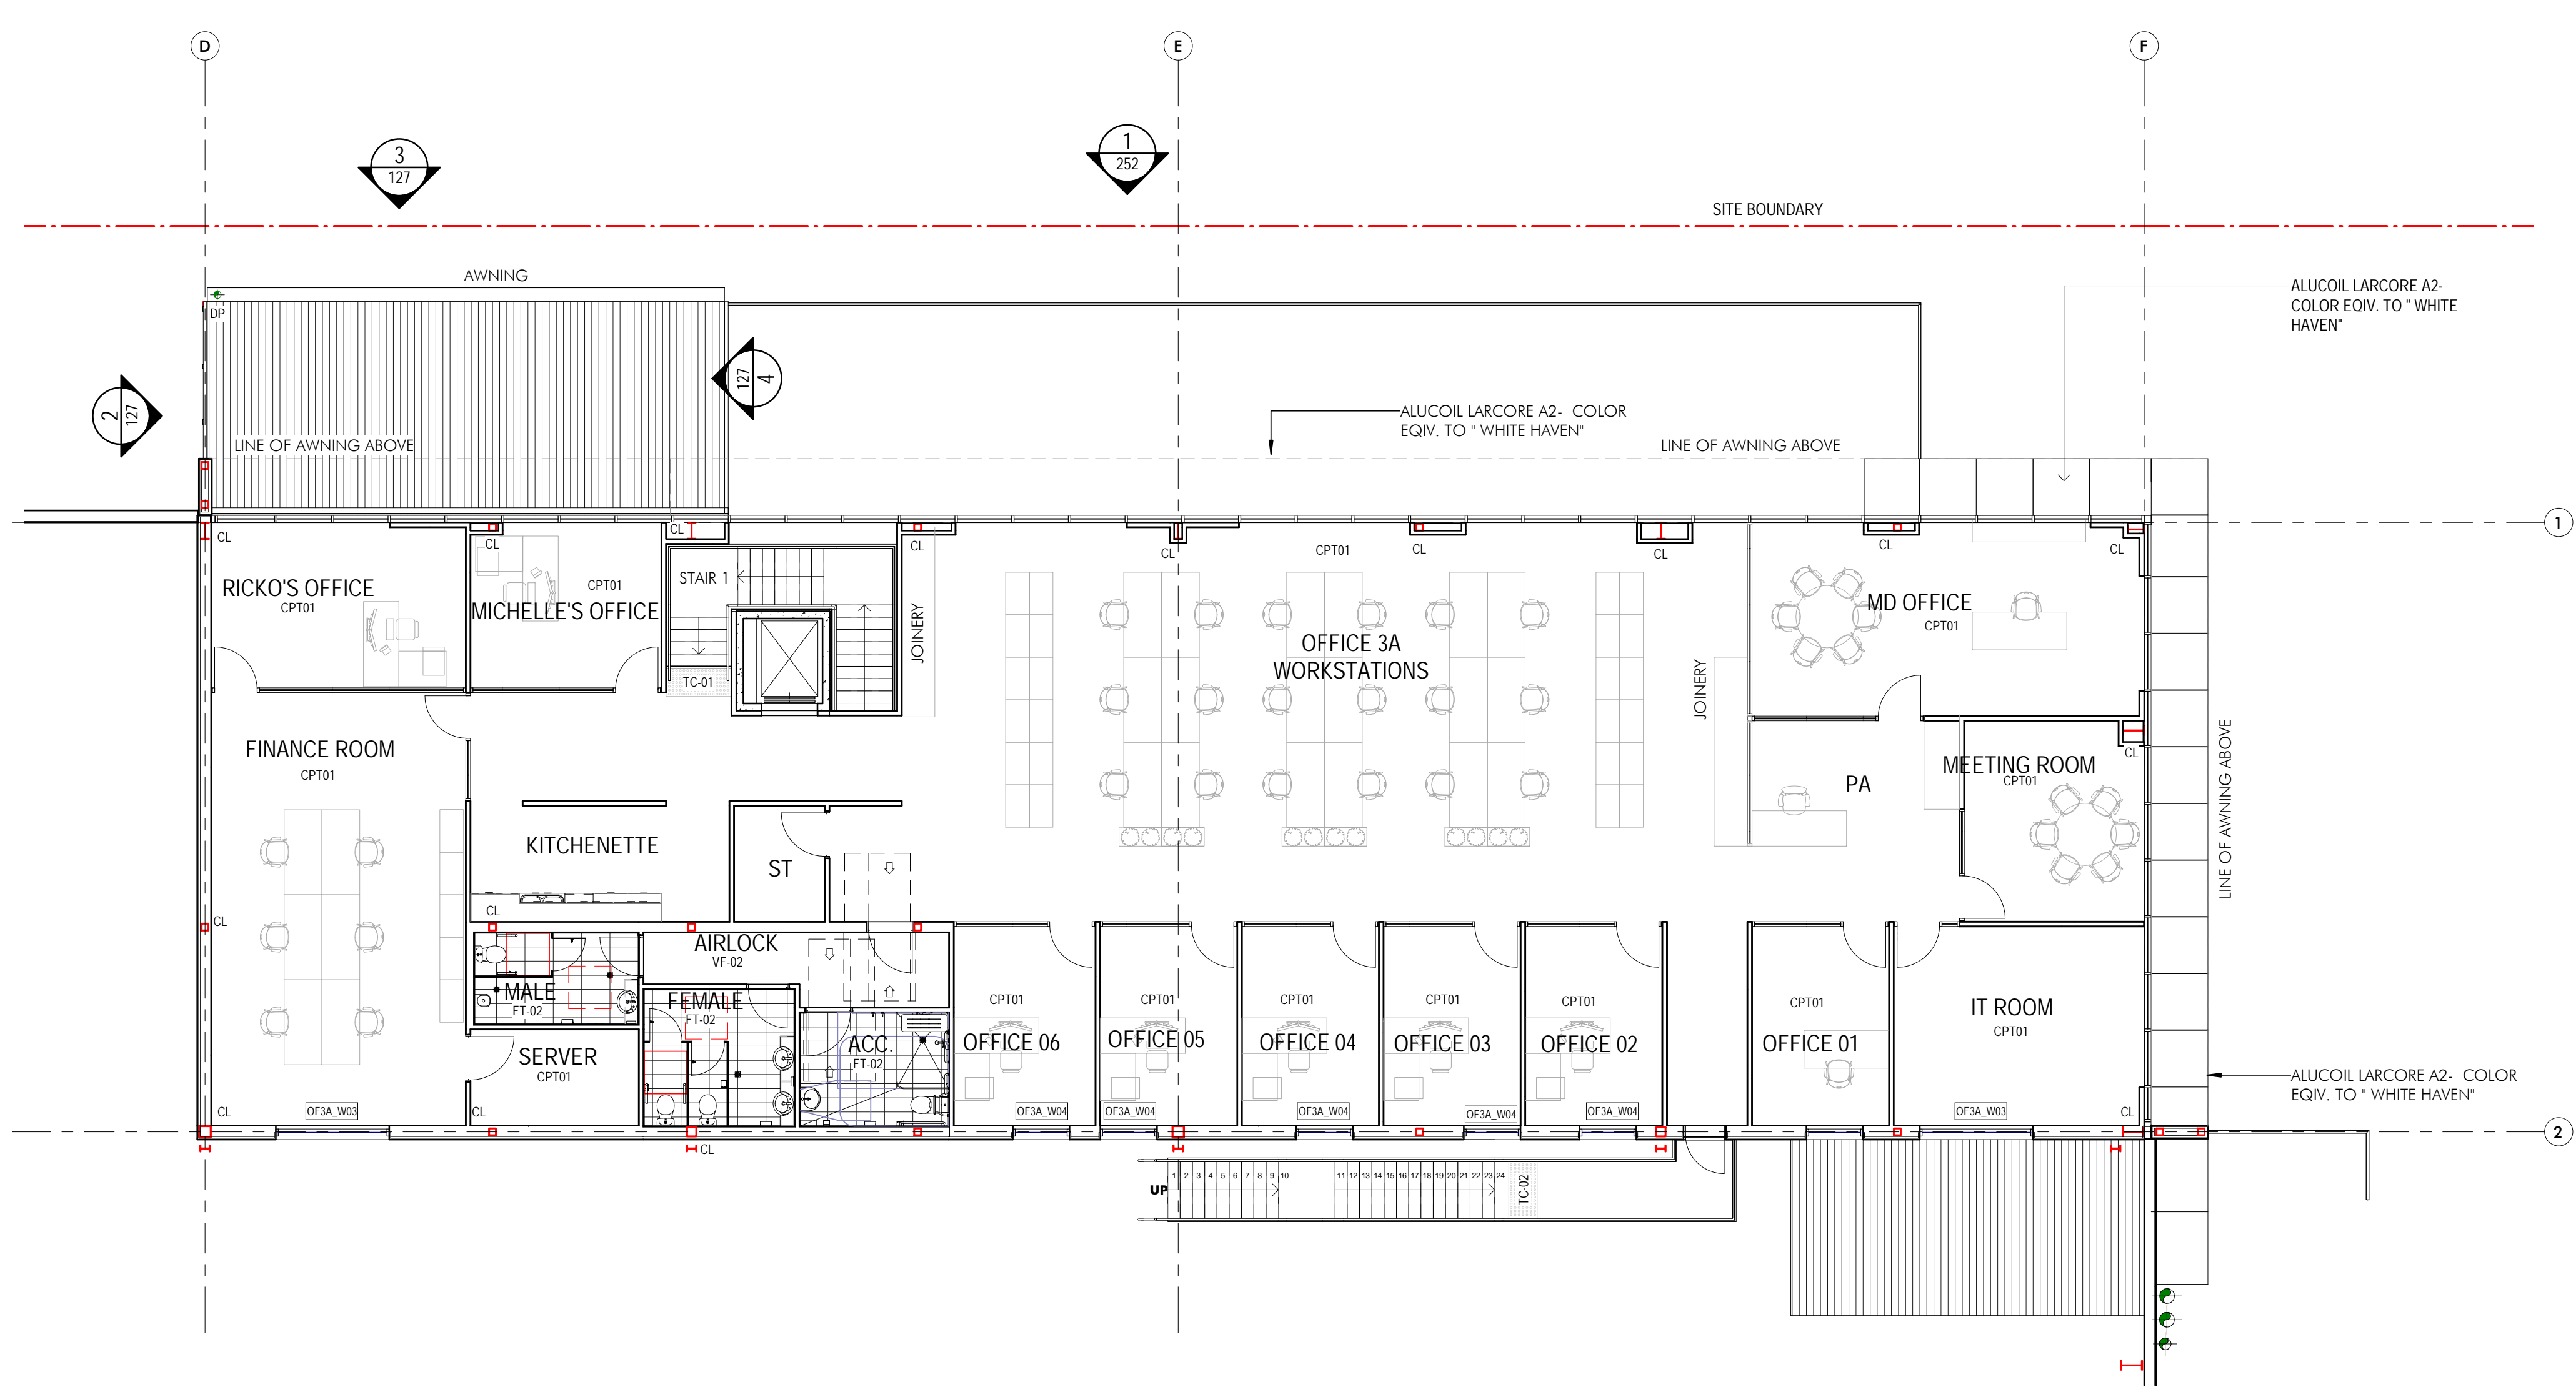 D
E
F
3
127
1
252
SITE BOUNDARY
AWNING
ALUCOIL LARCORE A2-
COLOR EQIV. TO " WHITE
HAVEN"
DP
127
4
2
127
ALUCOIL LARCORE A2-  COLOR
EQIV. TO " WHITE HAVEN"
LINE OF AWNING ABOVE
LINE OF AWNING ABOVE
1
CL
CL
CL
CL
CL
CL
CL
CL
CL
CPT01
STAIR 1
RICKO'S OFFICE
CPT01
CPT01
MICHELLE'S OFFICE
JOINERY
OFFICE 3A
WORKSTATIONS
MD OFFICE
CPT01
TC-01
JOINERY
FINANCE ROOM
CPT01
LINE OF AWNING ABOVE
CL
MEETING ROOM
CPT01
PA
KITCHENETTE
ST
CL
CL
AIRLOCK
VF-02
MALE
FT-02
FEMALE
FT-02
ACC.
FT-02
SERVER
CPT01
CPT01
OFFICE 06
CPT01
OFFICE 05
CPT01
OFFICE 04
CPT01
OFFICE 03
CPT01
OFFICE 02
CPT01
OFFICE 01
IT ROOM
CPT01
ALUCOIL LARCORE A2-  COLOR
EQIV. TO " WHITE HAVEN"
CL
OF3A_W03
CL
OF3A_W04
OF3A_W04
OF3A_W04
OF3A_W04
OF3A_W04
OF3A_W03
CL
2
CL
UP
1 2 3 4 5 6 7 8 9 10
11 12 13 14 15 16 17 18 19 20 21 22 23 24
TC-02